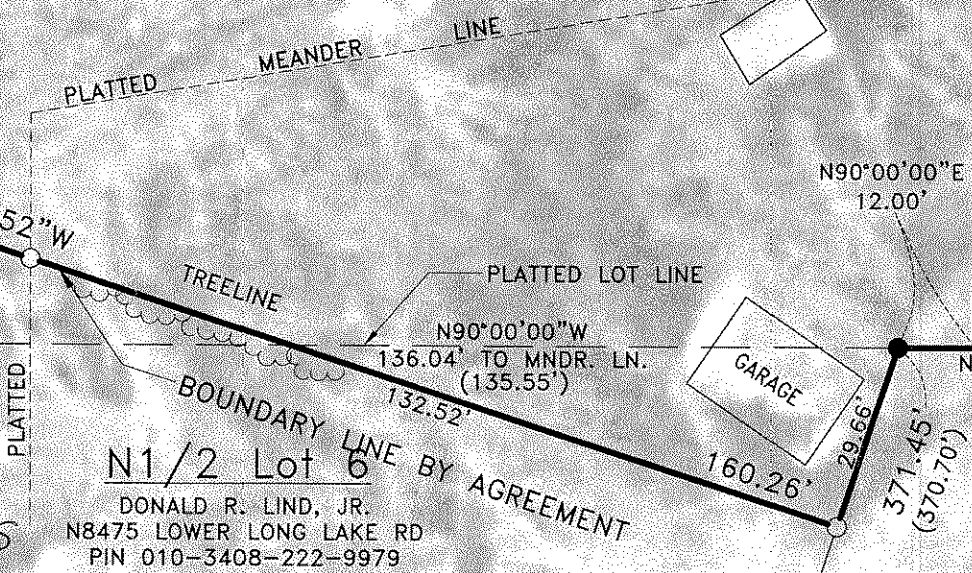 PLATTED MEANDER LINE
N90°00'00"E
12.00'
52"W
TREELINE
PLATTED LOT LINE
N90°00'00"W
136.04' TO MNDR. LN.
(135.55')
GARAGE
N
PLATTED
132.52'
29.66'
371.45'
(370.70')
BOUNDARY LINE BY AGREEMENT
160.26'
N1/2 Lot 6
DONALD R. LIND, JR.
N8475 LOWER LONG LAKE RD
PIN 010-3408-222-9979